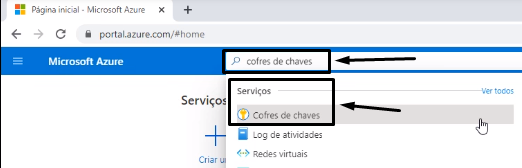 Página inicial - Microsoft Azure
portal.azure.com/#home
Microsoft Azure
cofres de chaves
Serviços
Ver todos
Serviços
Cofres de chaves
Log de atividades
Redes virtuais
Criar